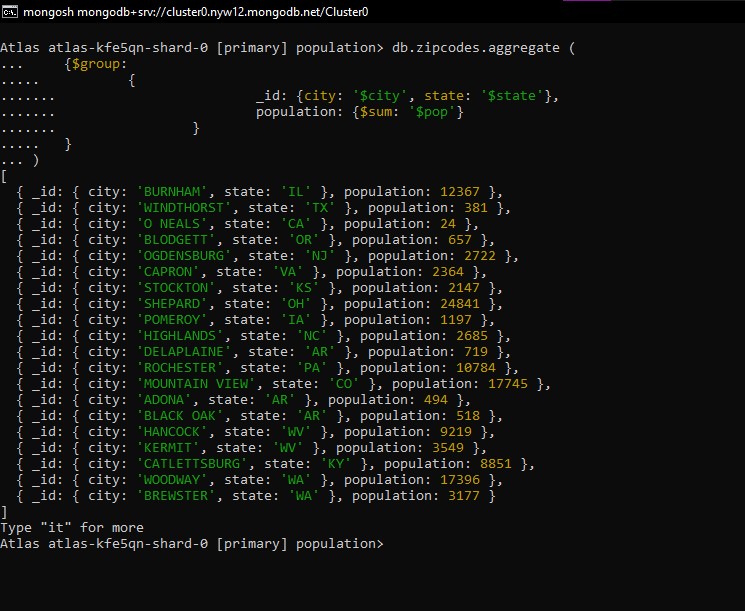 mongosh mongodb+srv://cluster0.nyw12.mongodb.net/Cluster0
Atlas atlas-kfe5qn-shard-0 [primary] population> db.zipcodes.aggregate (
... {$group:
..... {
....... _id: {city: '$city', state: '$state'},
....... population: {$sum: '$pop'}
....... }
..... }
... )
[
{ _id: { city: 'BURNHAM', state: 'IL' }, population: 12367 },
{ _id: { city: 'WINDTHORST', state: 'TX' }, population: 381 },
{ _id: { city: 'O NEALS', state: 'CA' }, population: 24 },
{ _id: { city: 'BLODGETT', state: 'OR' }, population: 657 },
{ _id: { city: 'OGDENSBURG', state: 'NJ' }, population: 2722 },
{ _id: { city: 'CAPRON', state: 'VA' }, population: 2364 },
{ _id: { city: 'STOCKTON', state: 'KS' }, population: 2147 },
{ _id: { city: 'SHEPARD', state: 'OH' }, population: 24841 },
{ _id: { city: 'POMEROY', state: 'IA' }, population: 1197 },
{ _id: { city: 'HIGHLANDS', state: 'NC' }, population: 2685 },
{ _id: { city: 'DELAPLAINE', state: 'AR' }, population: 719 },
{ _id: { city: 'ROCHESTER', state: 'PA' }, population: 10784 },
{ _id: { city: 'MOUNTAIN VIEW', state: 'CO' }, population: 17745 },
{ _id: { city: 'ADONA', state: 'AR' }, population: 494 },
{ _id: { city: 'BLACK OAK', state: 'AR' }, population: 518 },
{ _id: { city: 'HANCOCK', state: 'WV' }, population: 9219 },
{ _id: { city: 'KERMIT', state: 'WV' }, population: 3549 },
{ _id: { city: 'CATLETTSBURG', state: 'KY' }, population: 8851 },
{ _id: { city: 'WOODWAY', state: 'WA' }, population: 17396 },
{ _id: { city: 'BREWSTER', state: 'WA' }, population: 3177 }
]
Type "it" for more
Atlas atlas-kfe5qn-shard-0 [primary] population>